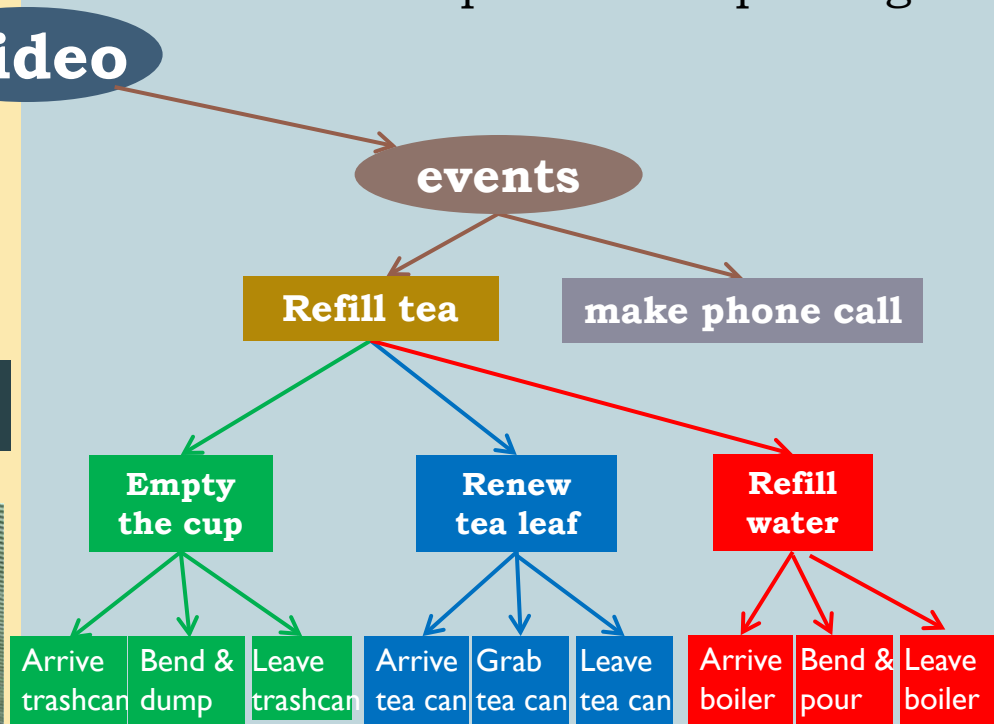 ideo
events
Refill tea
make phone call
Empty
the cup
Renew
tea leaf
Refill
water
Arrive
trashcan
Bend &
dump
Leave
trashcan
Arrive
tea can
Grab
tea can
Leave
tea can
Arrive
boiler
Bend &
pour
Leave
boiler